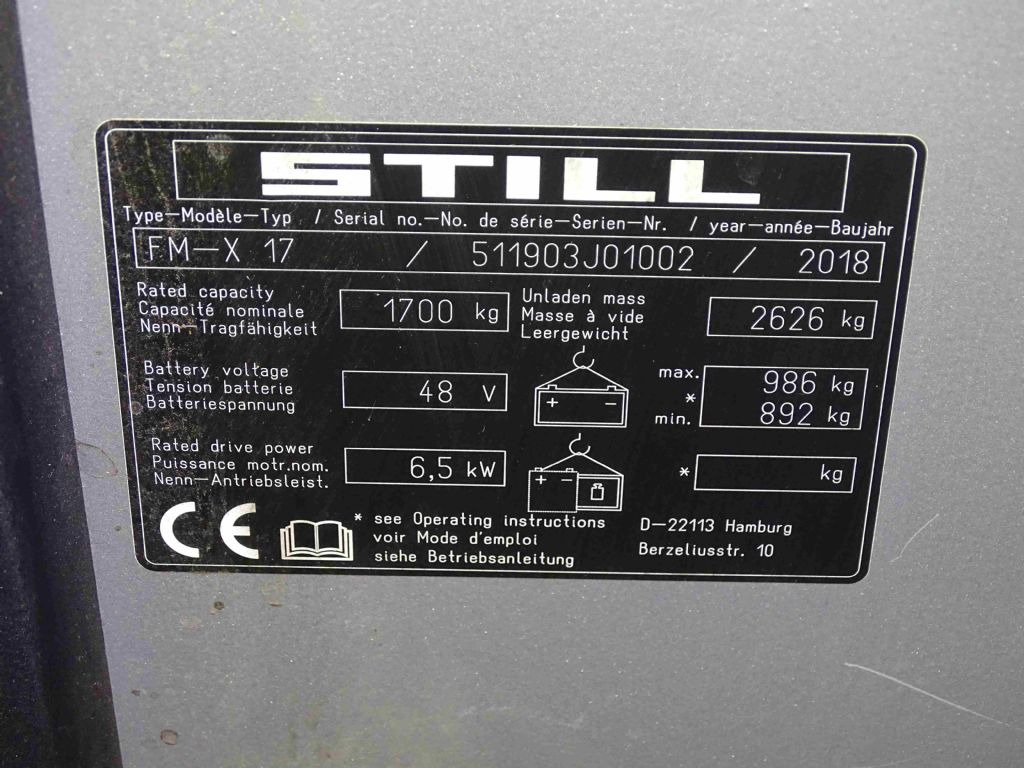 STILL
Type-Modèle-Typ / Serial no.-No. de série-Serien-Nr. / year-année-Baujahr
FM-X 17 / 511903J01002 / 2018
Rated capacity
Capacité nominale
Nenn-Tragfähigkeit
1700 kg
Unladen mass
Masse à vide
Leergewicht
2626 kg
Battery voltage
Tension batterie
Batteriespannung
48 V
+ -
max. 986 kg
*
min. 892 kg
Rated drive power
Puissance motr.nom.
Nenn-Antriebsleist.
6,5 kW
+ -
* kg
CE
* see Operating instructions
voir Mode d'emploi
siehe Betriebsanleitung
D-22113 Hamburg
Berzeliusstr. 10